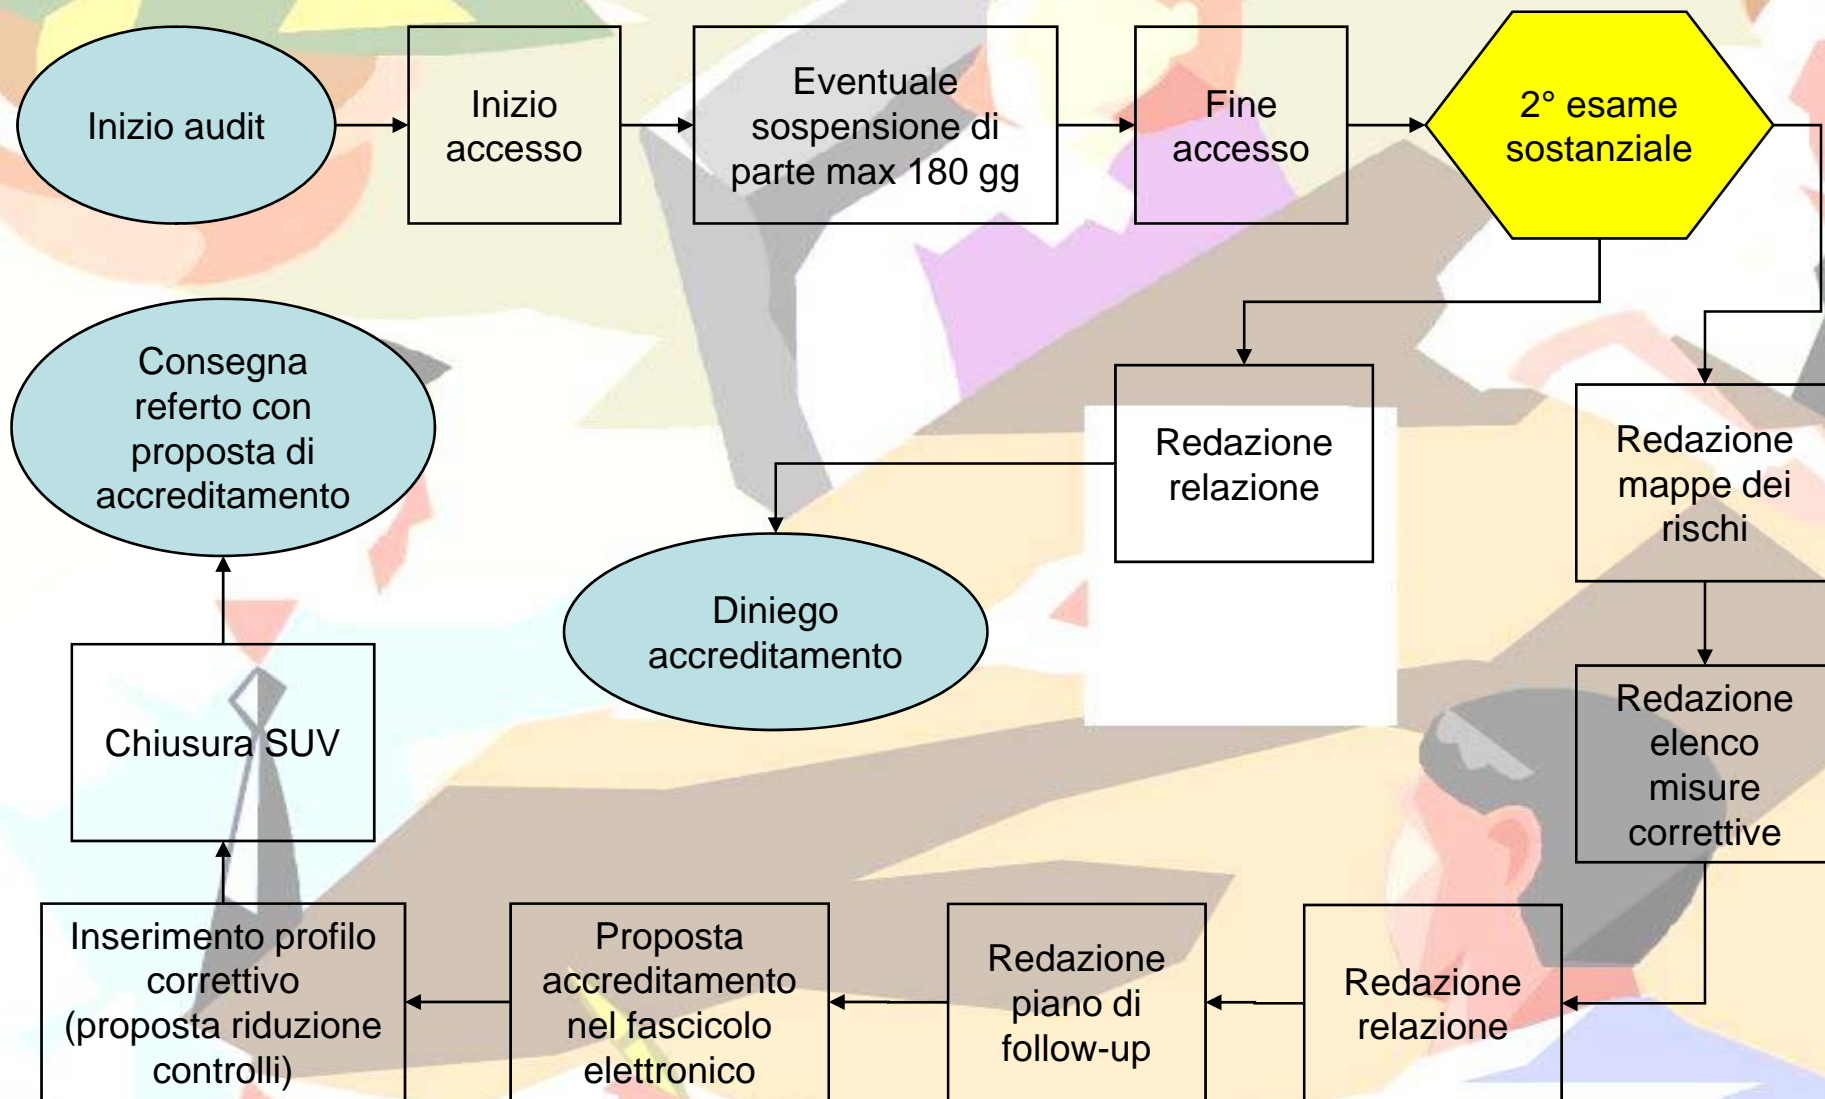 Inizio audit
Inizio
accesso
Eventuale
sospensione di
parte max 180 gg
Fine
accesso
2° esame
sostanziale
Consegna
referto con
proposta di
accreditamento
Redazione
relazione
Redazione
mappe dei
rischi
Diniego
accreditamento
Chiusura SUV
Redazione
elenco
misure
correttive
Inserimento profilo
correttivo
(proposta riduzione
controlli)
Proposta
accreditamento
nel fascicolo
elettronico
Redazione
piano di
follow-up
Redazione
relazione